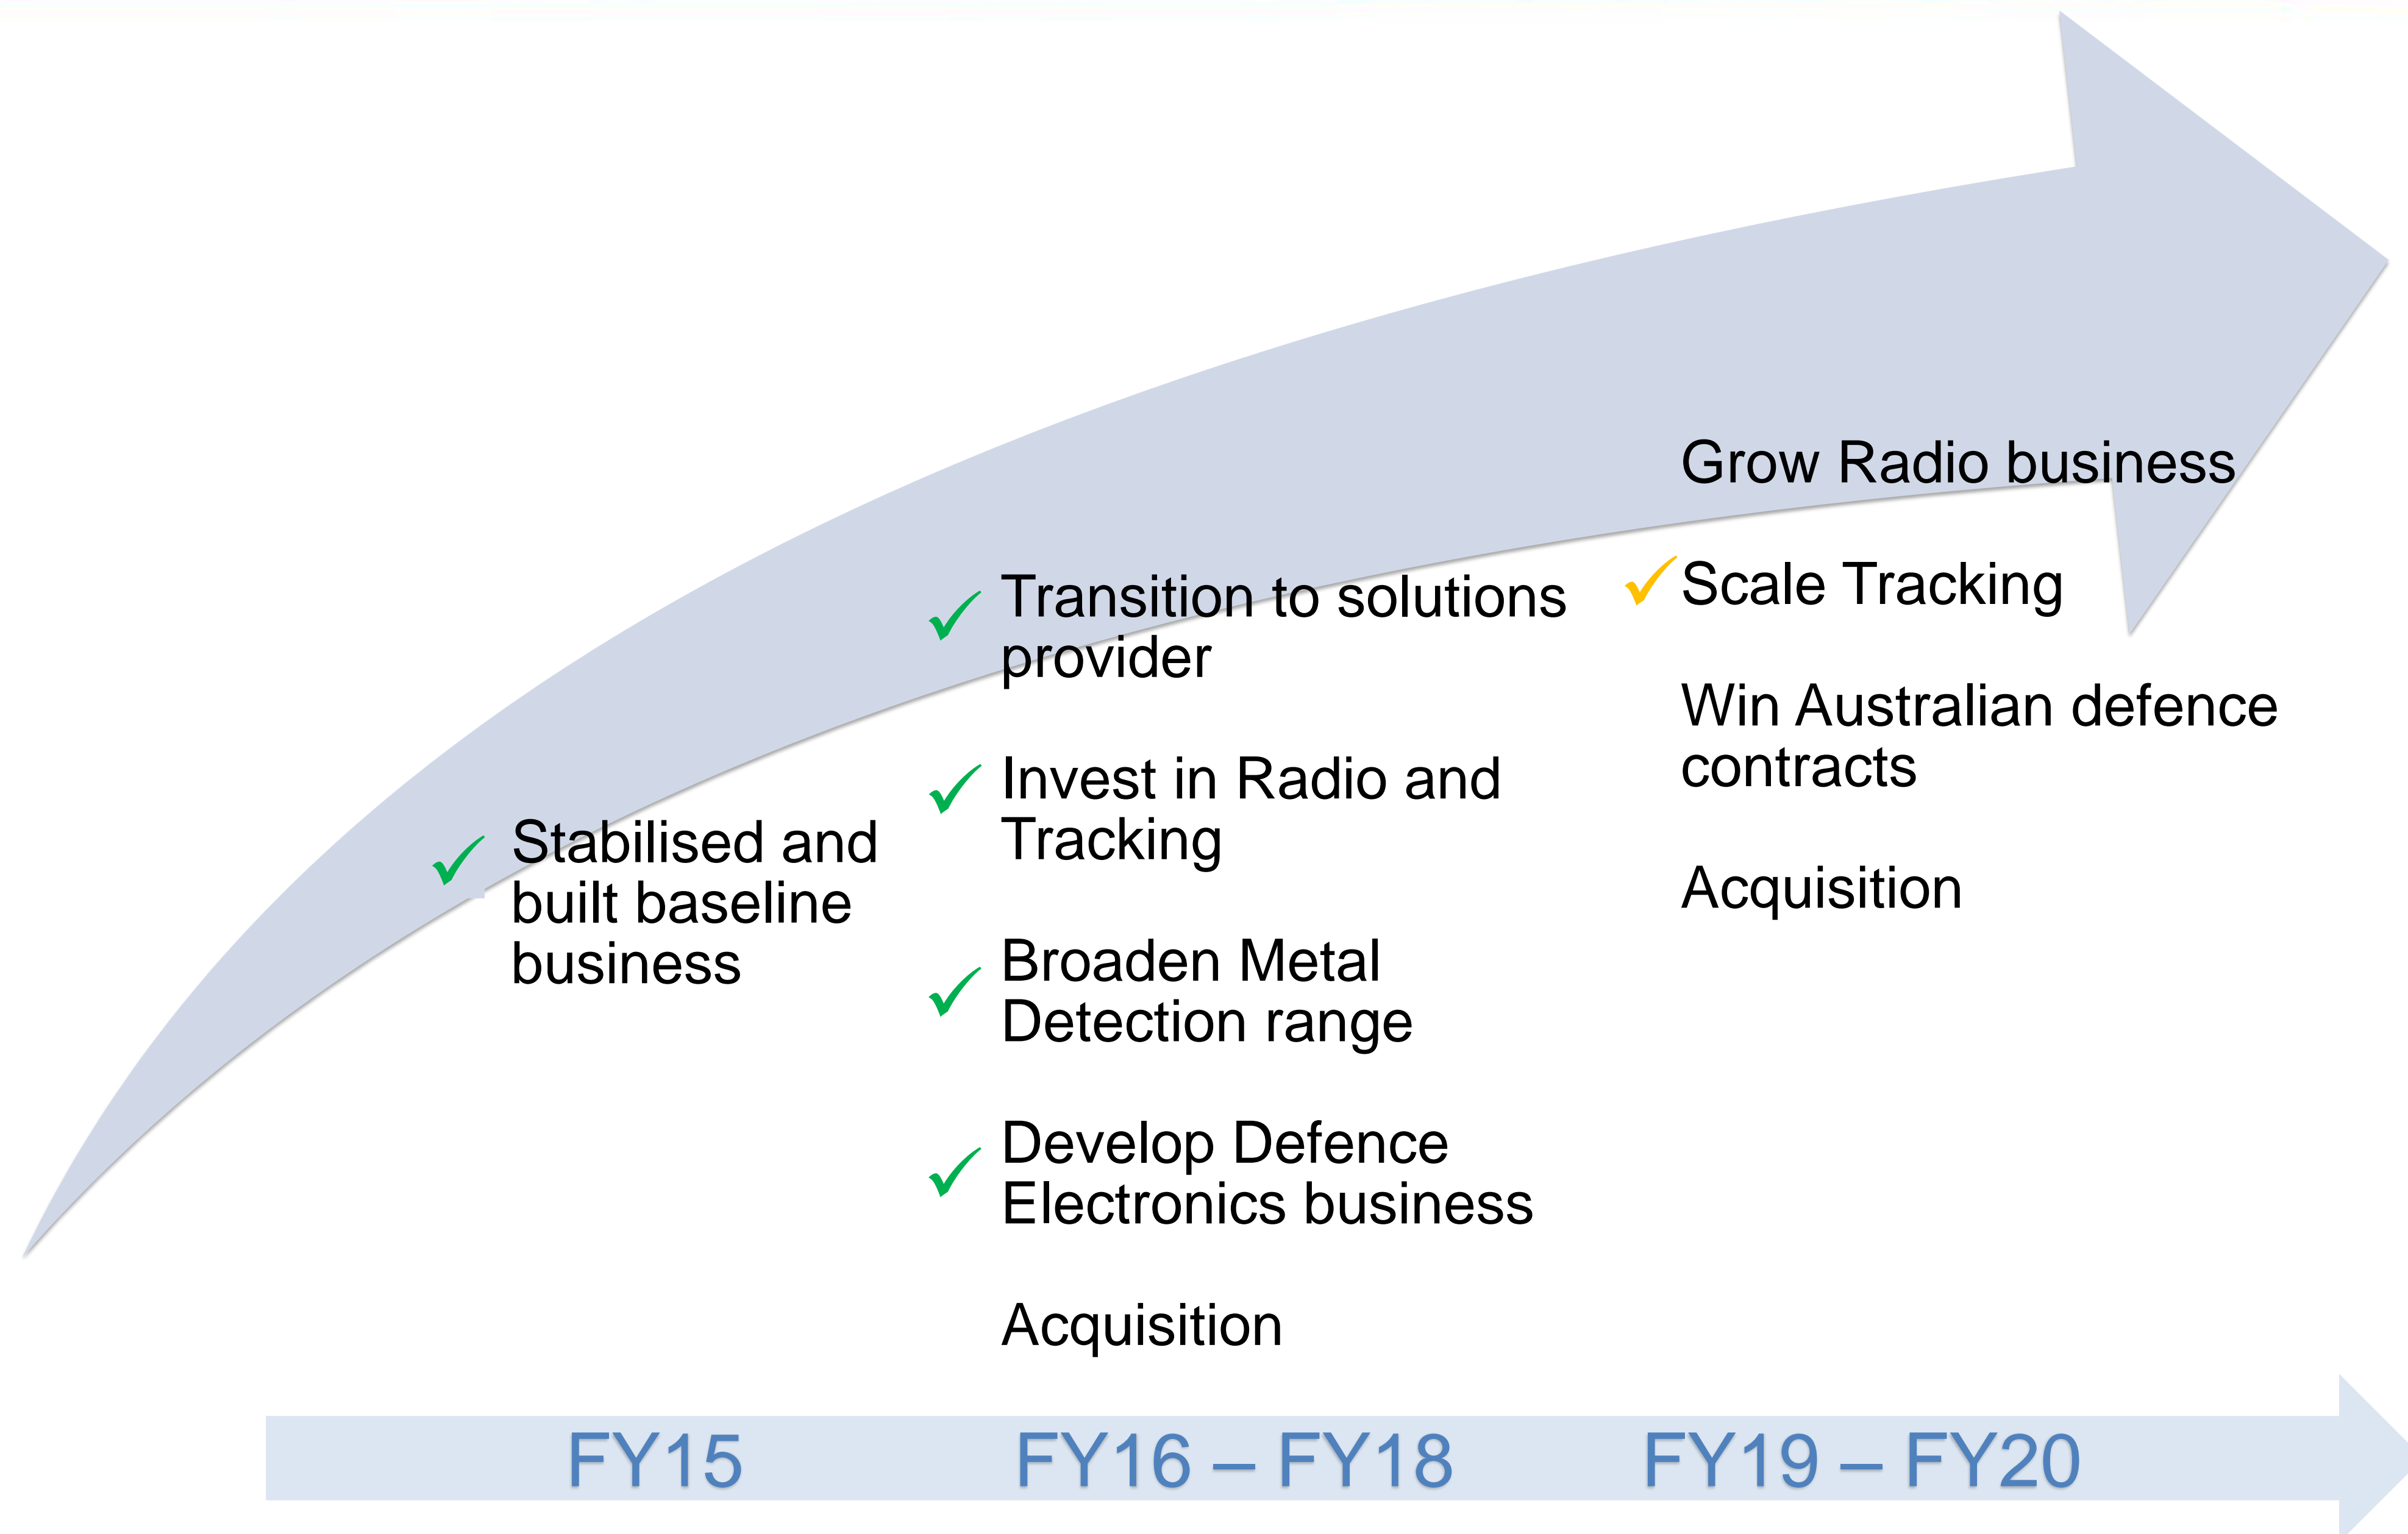 Stabilised and
built baseline
business
Transition to solutions
provider
Invest in Radio and
Tracking
Broaden Metal
Detection range
Develop Defence
Electronics business
Acquisition
Grow Radio business
Scale Tracking
Win Australian defence
contracts
Acquisition
FY15
FY16 – FY18
FY19 – FY20